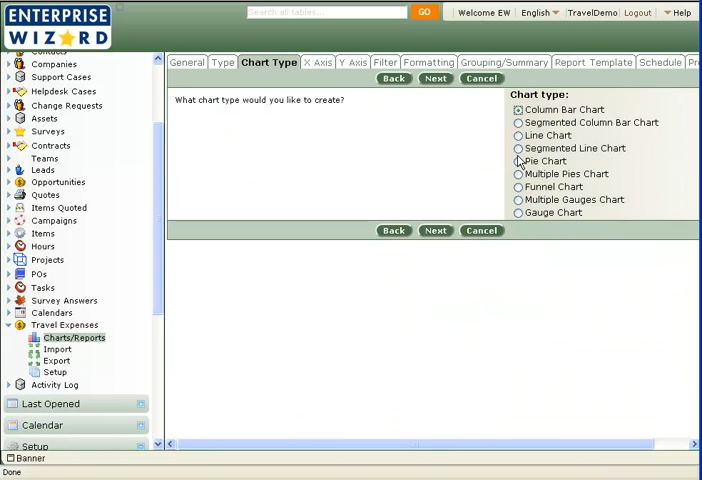 ENTERPRISE
WIZARD
Search all tables...
GO
Welcome EW
English
TravelDemo
Logout
Help
Companies
Support Cases
Helpdesk Cases
Change Requests
Assets
Surveys
Contracts
Teams
Leads
Opportunities
Quotes
Items Quoted
Campaigns
Items
Hours
Projects
POs
Tasks
Survey Answers
Calendars
Travel Expenses
Charts/Reports
Import
Export
Setup
Activity Log
Last Opened
Calendar
Setup
General
Type
Chart Type
X Axis
Y Axis
Filter
Formatting
Grouping/Summary
Report Template
Schedule
Back
Next
Cancel
What chart type would you like to create?
Chart type:
Column Bar Chart
Segmented Column Bar Chart
Line Chart
Segmented Line Chart
Pie Chart
Multiple Pies Chart
Funnel Chart
Multiple Gauges Chart
Gauge Chart
Back
Next
Cancel
Banner
Done